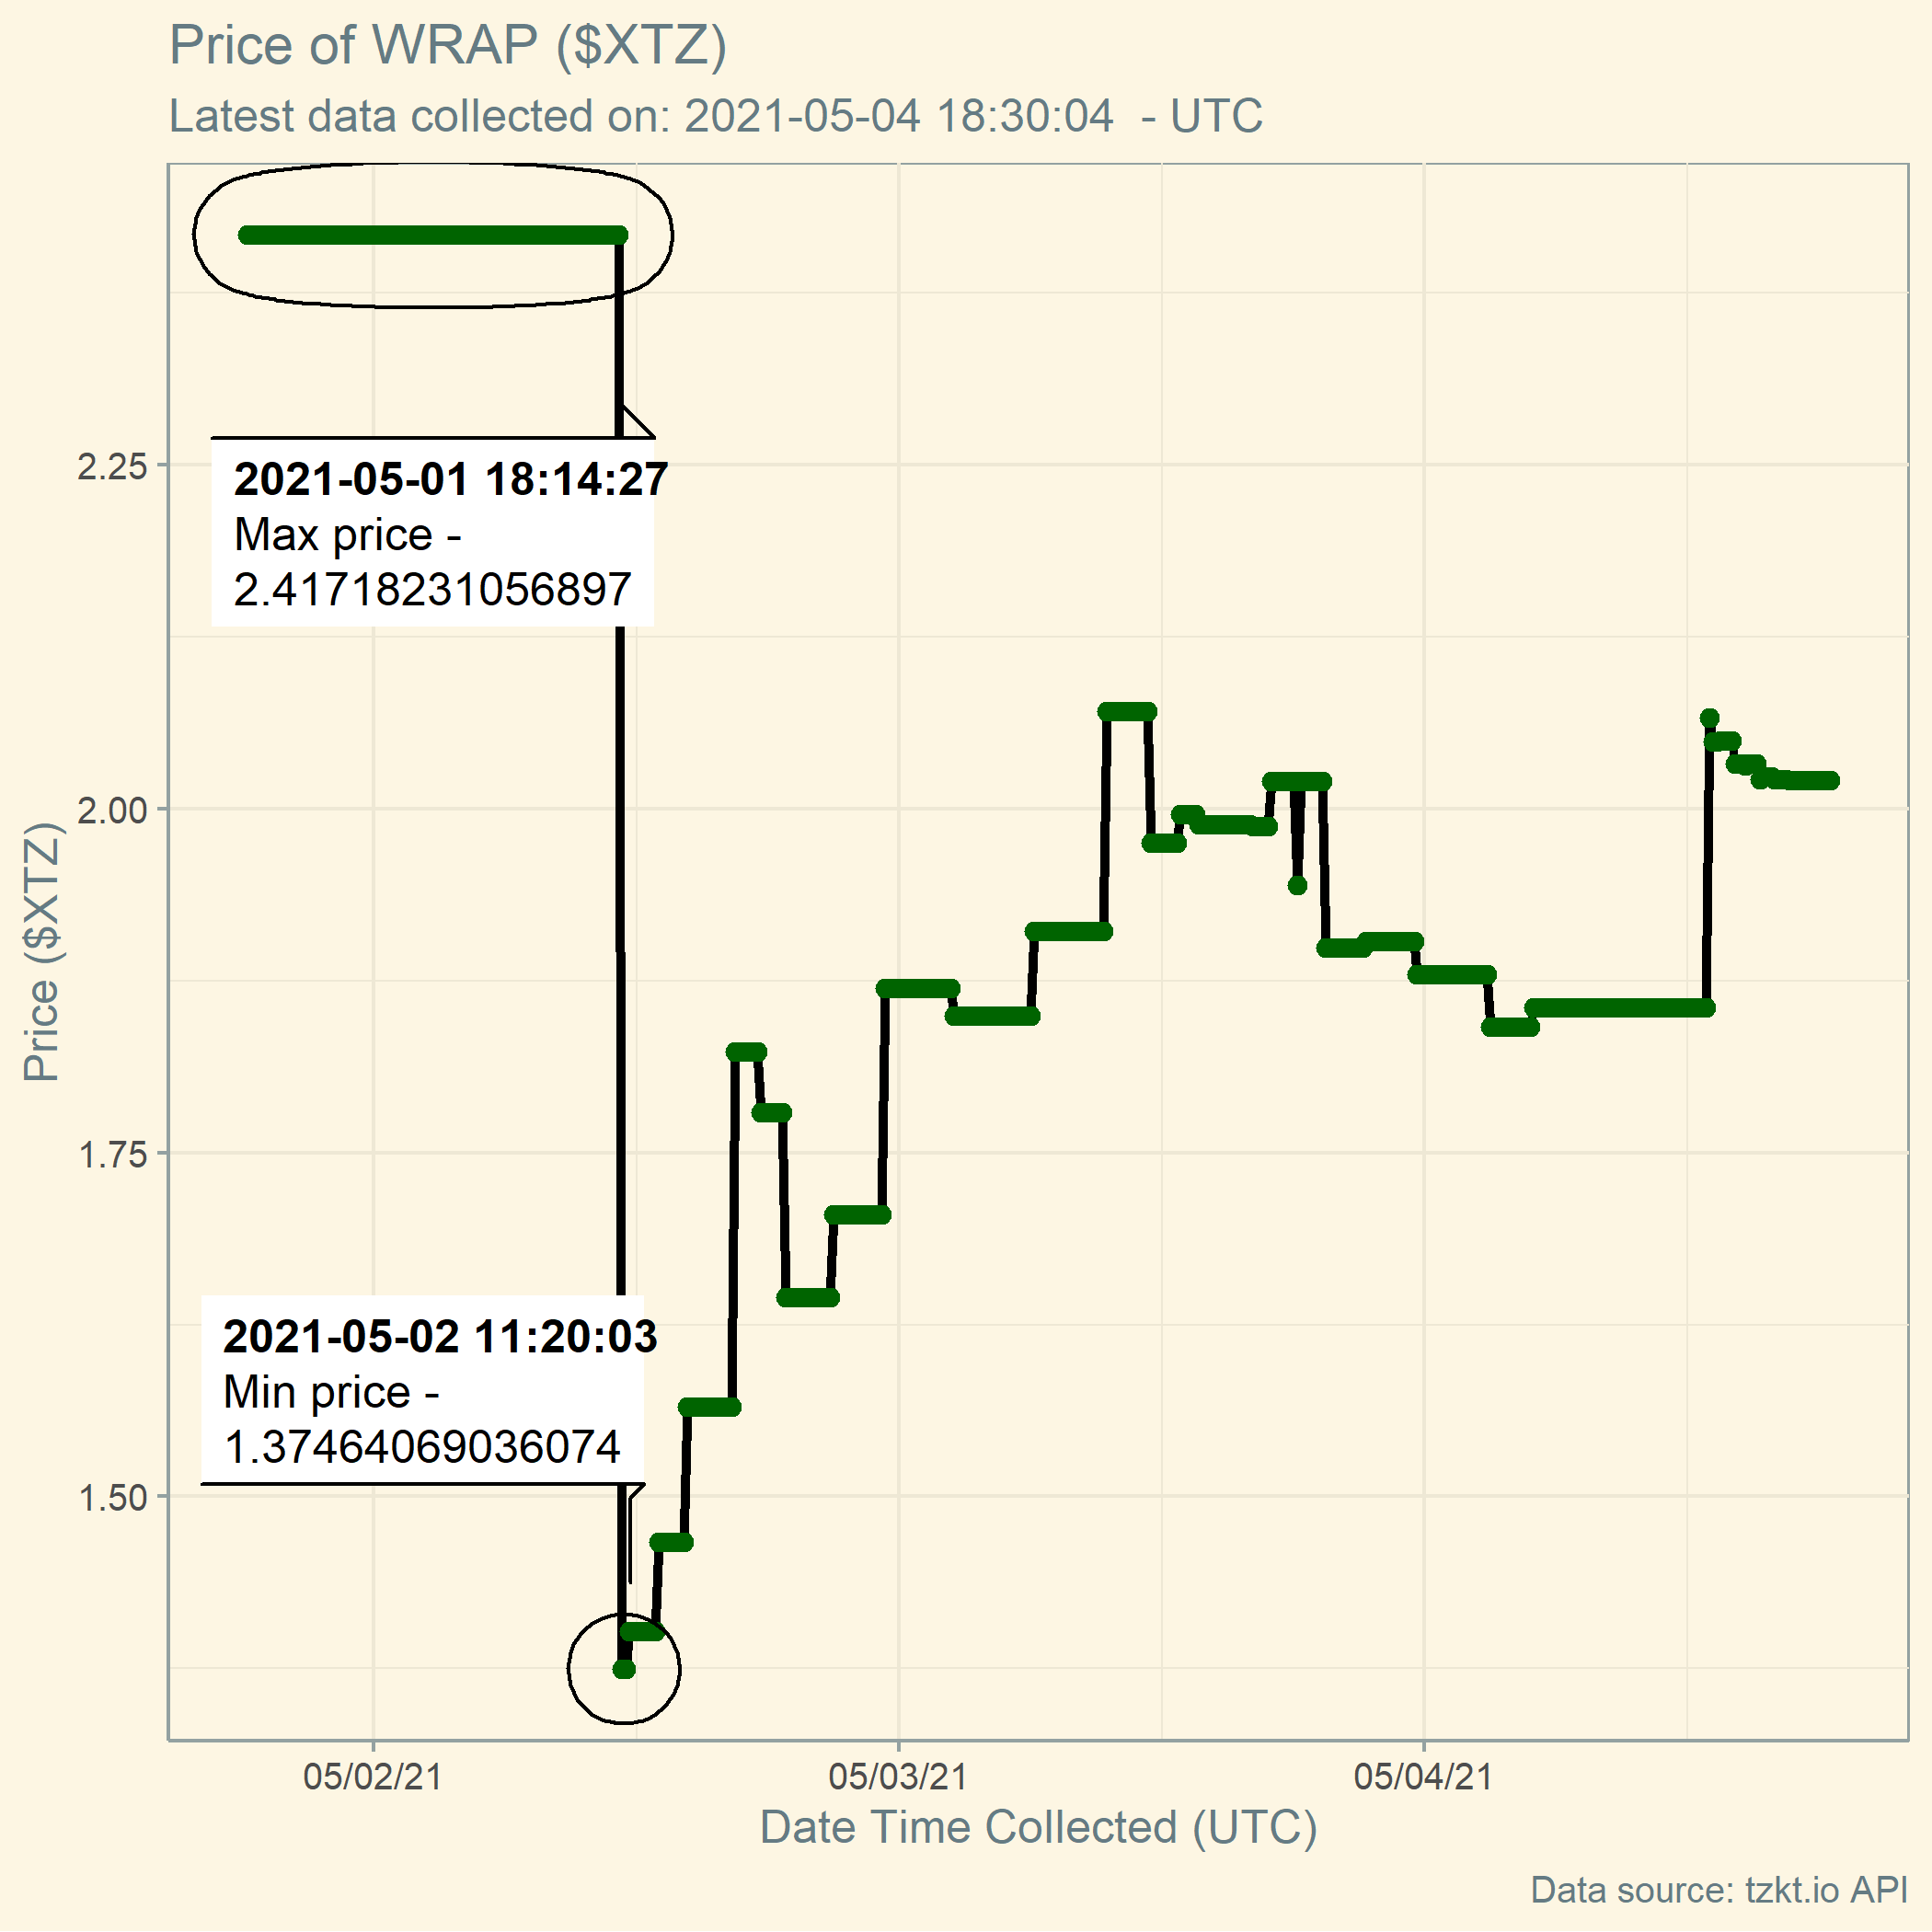 Price of WRAP ($XTZ)
Latest data collected on: 2021-05-04 18:30:04  - UTC
2021-05-01 18:14:27
Max price -
2.41718231056897
2021-05-02 11:20:03
Min price -
1.37464069036074
2.25
2.00
1.75
1.50
Price ($XTZ)
05/02/21
05/03/21
05/04/21
Date Time Collected (UTC)
Data source: tzkt.io API